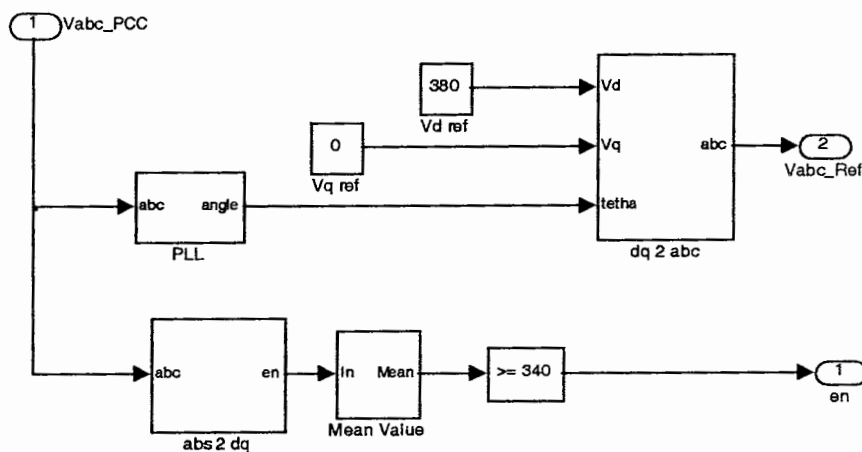 1
Vabc_PCC
380
Vd ref
0
Vq ref
Vd
Vq
tetha
abc
dq 2 abc
2
Vabc_Ref
abc
angle
PLL
abc
en
abs 2 dq
In
Mean
Mean Value
>= 340
1
en